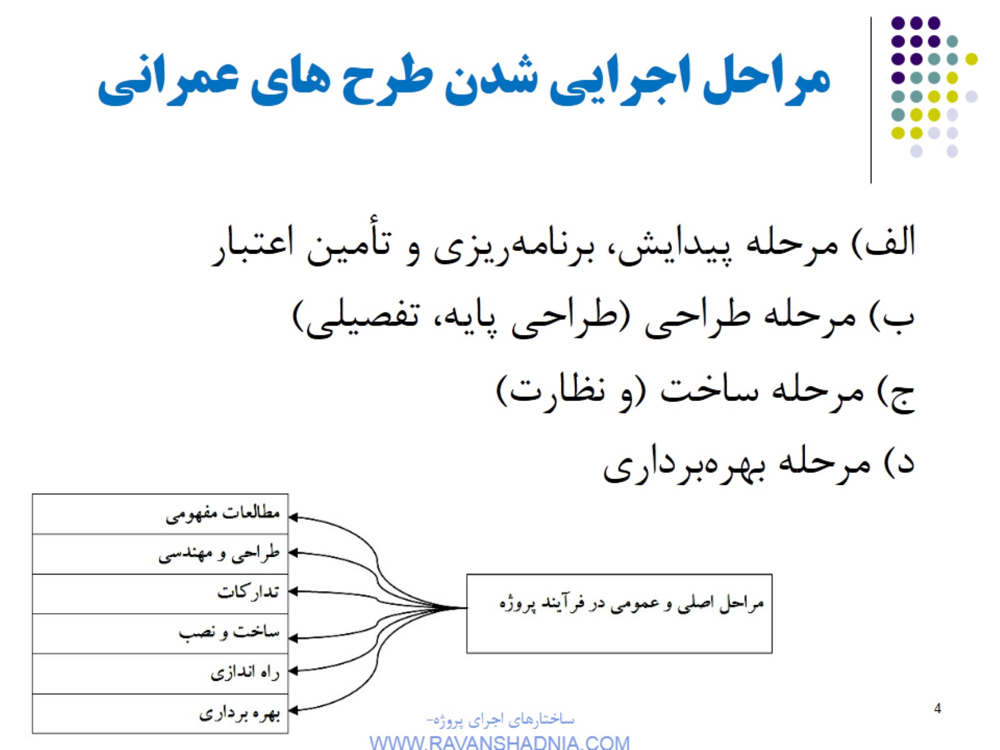 مراحل اجرایی شدن طرح های عمرانی
الف) مرحله پیدایش، برنامه‌ریزی و تأمین اعتبار
ب) مرحله طراحی (طراحی پایه، تفصیلی)
ج) مرحله ساخت (و نظارت)
د) مرحله بهره‌برداری
مراحل اصلی و عمومی در فرآیند پروژه
مطالعات مفهومی
طراحی و مهندسی
تدارکات
ساخت و نصب
راه اندازی
بهره برداری
ساختارهای اجرای پروژه-
WWW.RAVANSHADNIA.COM
4